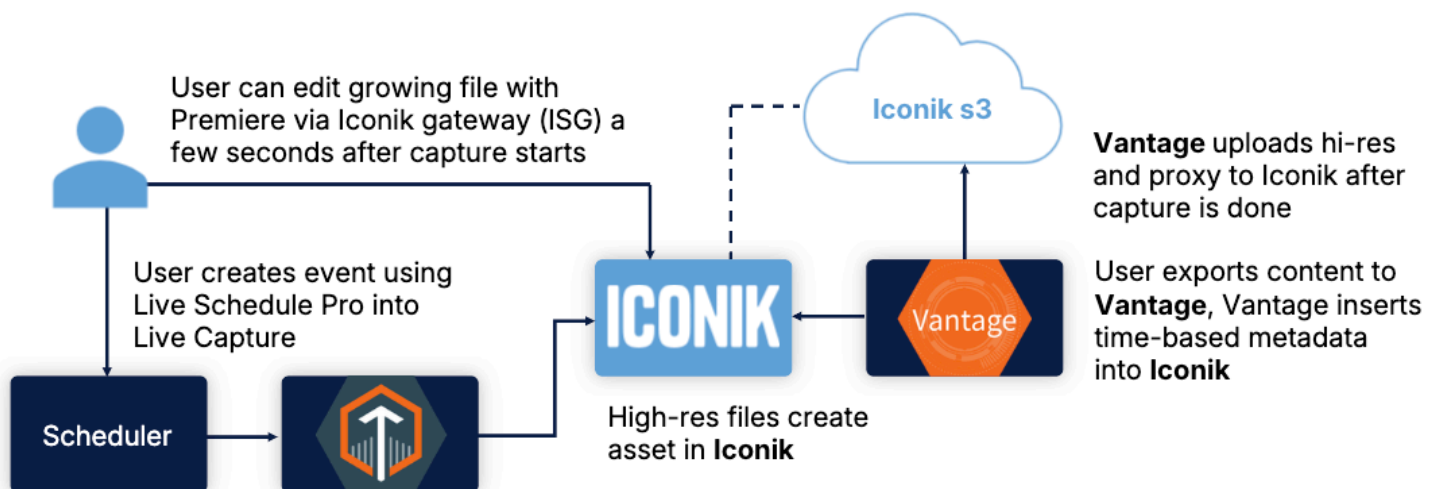 User can edit growing file with
Premiere via Iconik gateway (ISG) a
few seconds after capture starts
Iconik s3
Vantage uploads hi-res
and proxy to Iconik after
capture is done
User creates event using
Live Schedule Pro into
Live Capture
ICONIK
Vantage
User exports content to
Vantage, Vantage inserts
time-based metadata
into Iconik
Scheduler
High-res files create
asset in Iconik